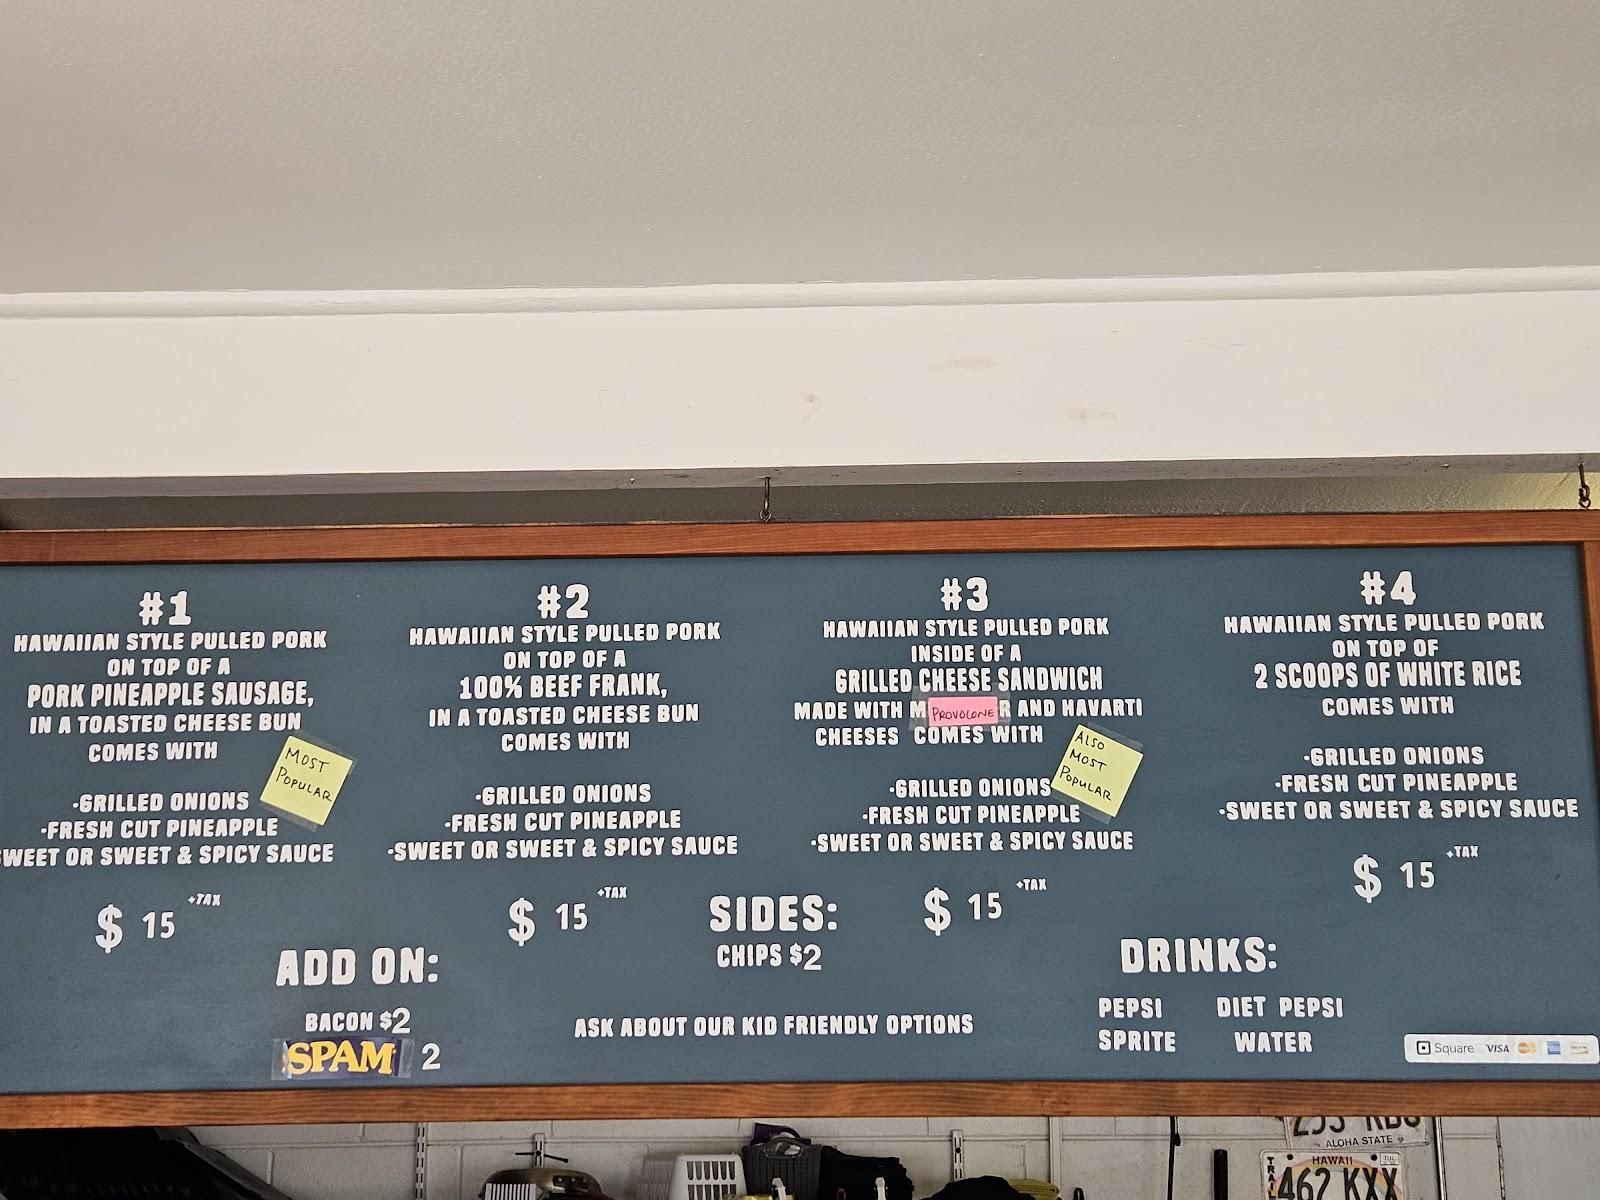 #1
HAWAIIAN STYLE PULLED PORK
ON TOP OF A
PORK PINEAPPLE SAUSAGE,
IN A TOASTED CHEESE BUN
COMES WITH
MOST
POPULAR
·GRILLED ONIONS
·FRESH CUT PINEAPPLE
SWEET OR SWEET & SPICY SAUCE
$ 15 +TAX
#2
HAWAIIAN STYLE PULLED PORK
ON TOP OF A
100% BEEF FRANK,
IN A TOASTED CHEESE BUN
COMES WITH
·GRILLED ONIONS
·FRESH CUT PINEAPPLE
·SWEET OR SWEET & SPICY SAUCE
$ 15 +TAX
#3
HAWAIIAN STYLE PULLED PORK
INSIDE OF A
GRILLED CHEESE SANDWICH
MADE WITH PROVOLONE AND HAVARTI
CHEESES COMES WITH
ALSO
MOST
POPULAR
·GRILLED ONIONS
·FRESH CUT PINEAPPLE
·SWEET OR SWEET & SPICY SAUCE
$ 15 +TAX
#4
HAWAIIAN STYLE PULLED PORK
ON TOP OF
2 SCOOPS OF WHITE RICE
COMES WITH
·GRILLED ONIONS
·FRESH CUT PINEAPPLE
·SWEET OR SWEET & SPICY SAUCE
$ 15 +TAX
ADD ON:
BACON $2
SPAM 2
SIDES:
CHIPS $2
ASK ABOUT OUR KID FRIENDLY OPTIONS
DRINKS:
PEPSI DIET PEPSI
SPRITE WATER
Square VISA
ALOHA STATE
HAWAII JUL
462 KXX